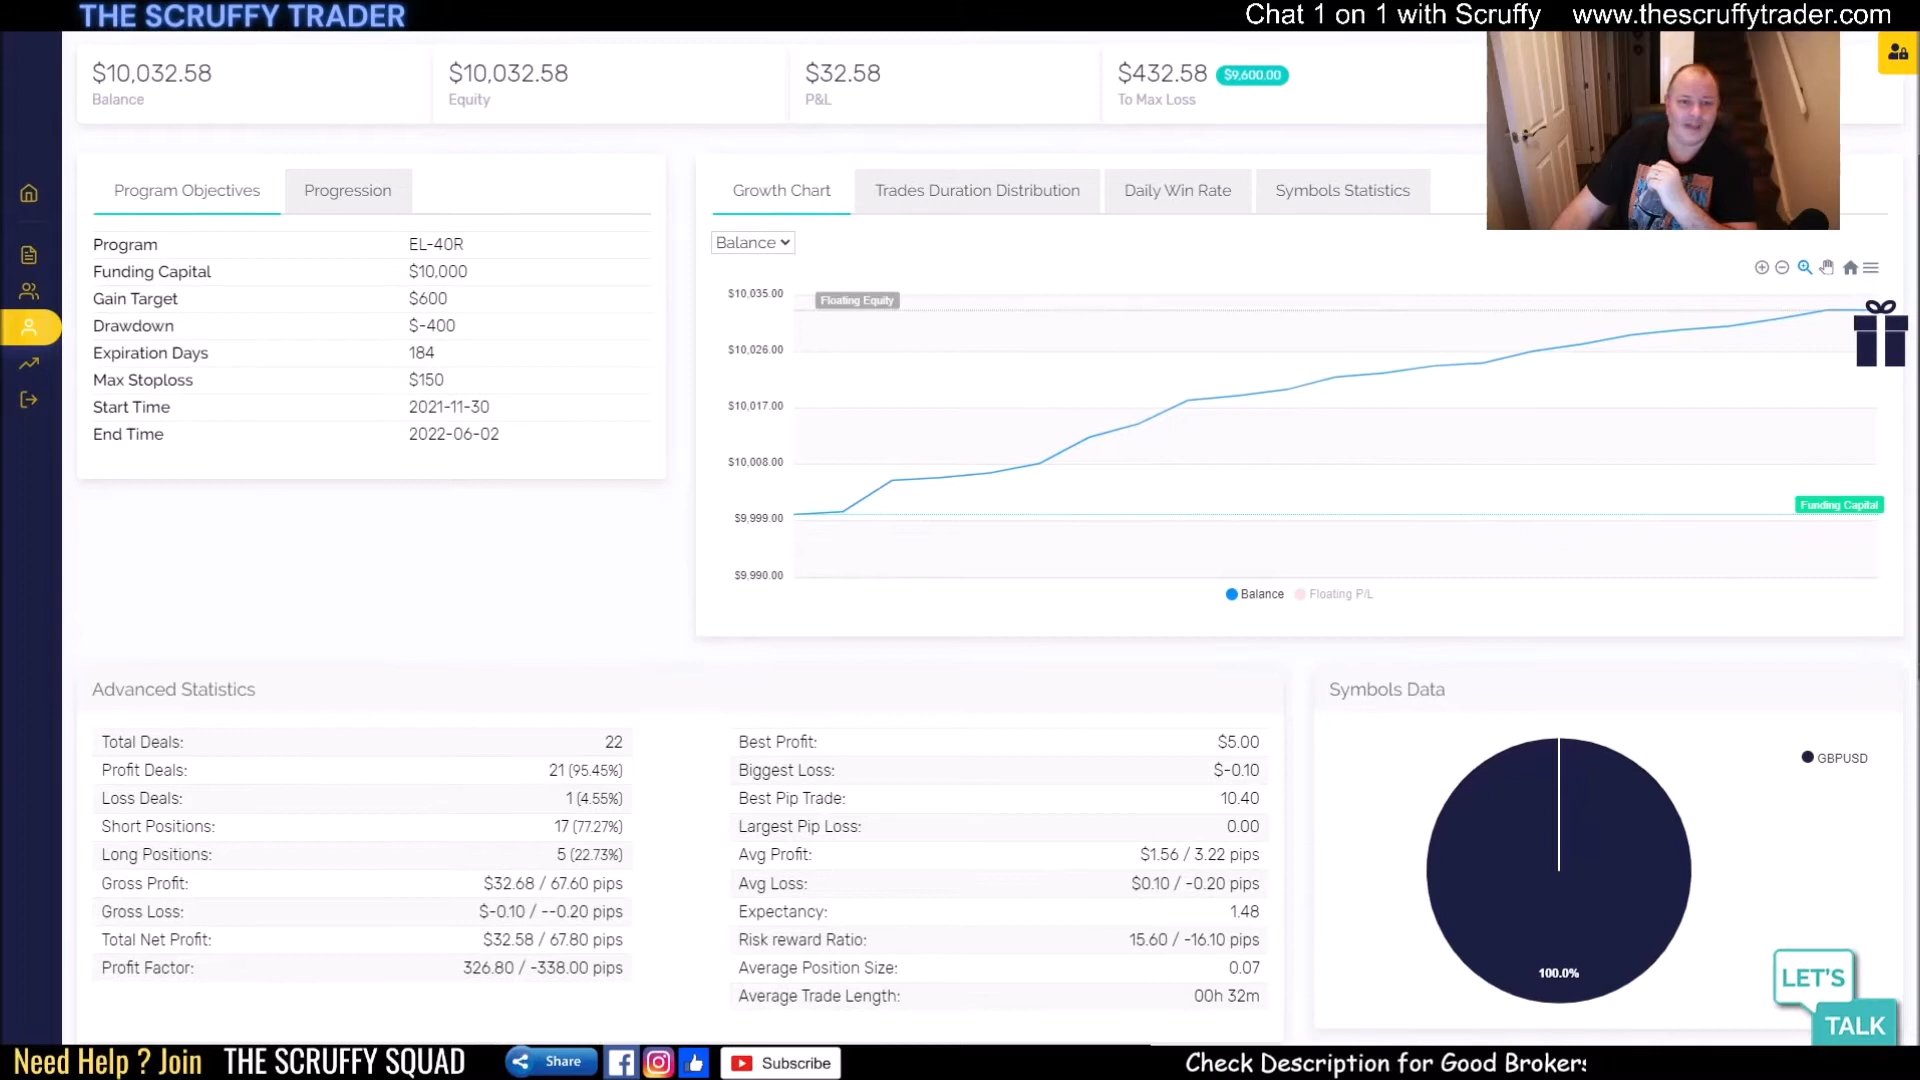 THE SCRUFFY TRADER
Chat 1 on 1 with Scruffy www.thescruffytrader.com
$10,032.58
Balance
$10,032.58
Equity
$32.58
P&L
$432.58 $9,600.00
To Max Loss
Program Objectives Progression
Program EL-40R
Funding Capital $10,000
Gain Target $600
Drawdown $-400
Expiration Days 184
Max Stoploss $150
Start Time 2021-11-30
End Time 2022-06-02
Growth Chart Trades Duration Distribution Daily Win Rate Symbols Statistics
Balance
$10,035.00
Floating Equity
$10,026.00
$10,017.00
$10,008.00
Funding Capital
$9,999.00
$9,990.00
Balance Floating P/L
Advanced Statistics
Total Deals: 22
Profit Deals: 21 (95.45%)
Loss Deals: 1 (4.55%)
Short Positions: 17 (77.27%)
Long Positions: 5 (22.73%)
Gross Profit: $32.68 / 67.60 pips
Gross Loss: $-0.10 / --0.20 pips
Total Net Profit: $32.58 / 67.80 pips
Profit Factor: 326.80 / -338.00 pips
Best Profit: $5.00
Biggest Loss: $-0.10
Best Pip Trade: 10.40
Largest Pip Loss: 0.00
Avg Profit: $1.56 / 3.22 pips
Avg Loss: $0.10 / -0.20 pips
Expectancy: 1.48
Risk reward Ratio: 15.60 / -16.10 pips
Average Position Size: 0.07
Average Trade Length: 00h 32m
Symbols Data
GBPUSD
100.0%
LET'S
TALK
Need Help ? Join THE SCRUFFY SQUAD Share Subscribe Check Description for Good Brokers